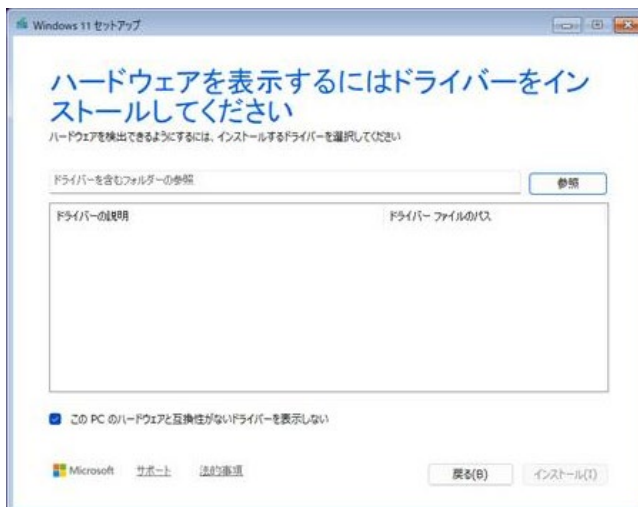 Windows 11 セットアップ
ハードウェアを表示するにはドライバーをイン
ストールしてください
ハードウェアを検出できるようにするには、インストールするドライバーを選択してください
ドライバーを含むフォルダーの参照
参照
ドライバーの説明
ドライバー ファイルのパス
この PC のハードウェアと互換性がないドライバーを表示しない
Microsoft サポート 法的事項
戻る(B) インストール(I)